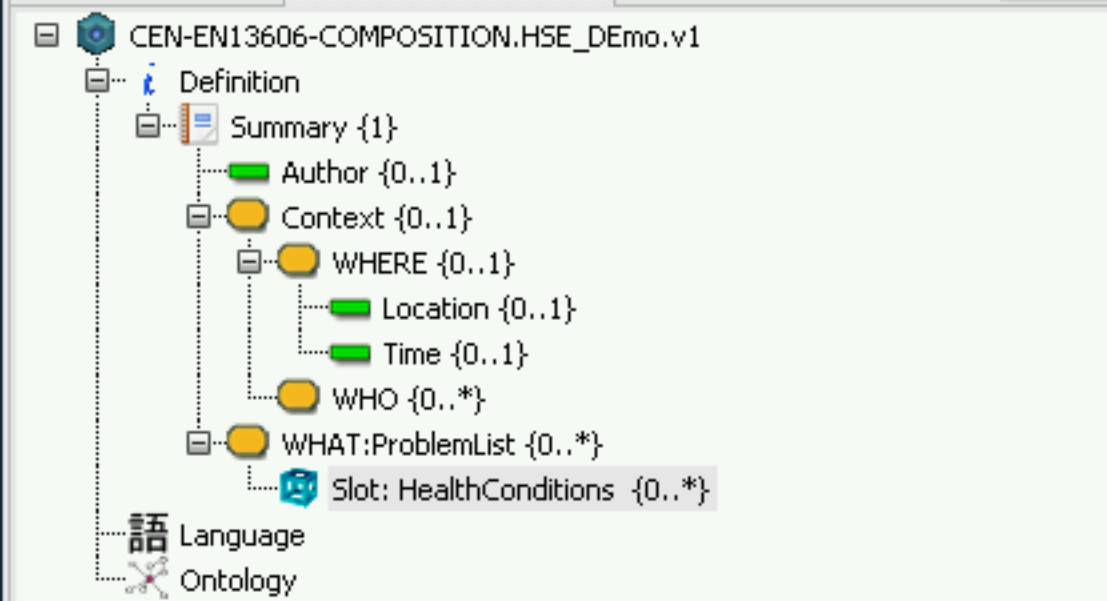 CEN-EN13606-COMPOSITION.HSE_DEmo.v1
Definition
Summary {1}
Author {0..1}
Context {0..1}
WHERE {0..1}
Location {0..1}
Time {0..1}
WHO {0..*}
WHAT:ProblemList {0..*}
Slot: HealthConditions {0..*}
語 Language
Ontology